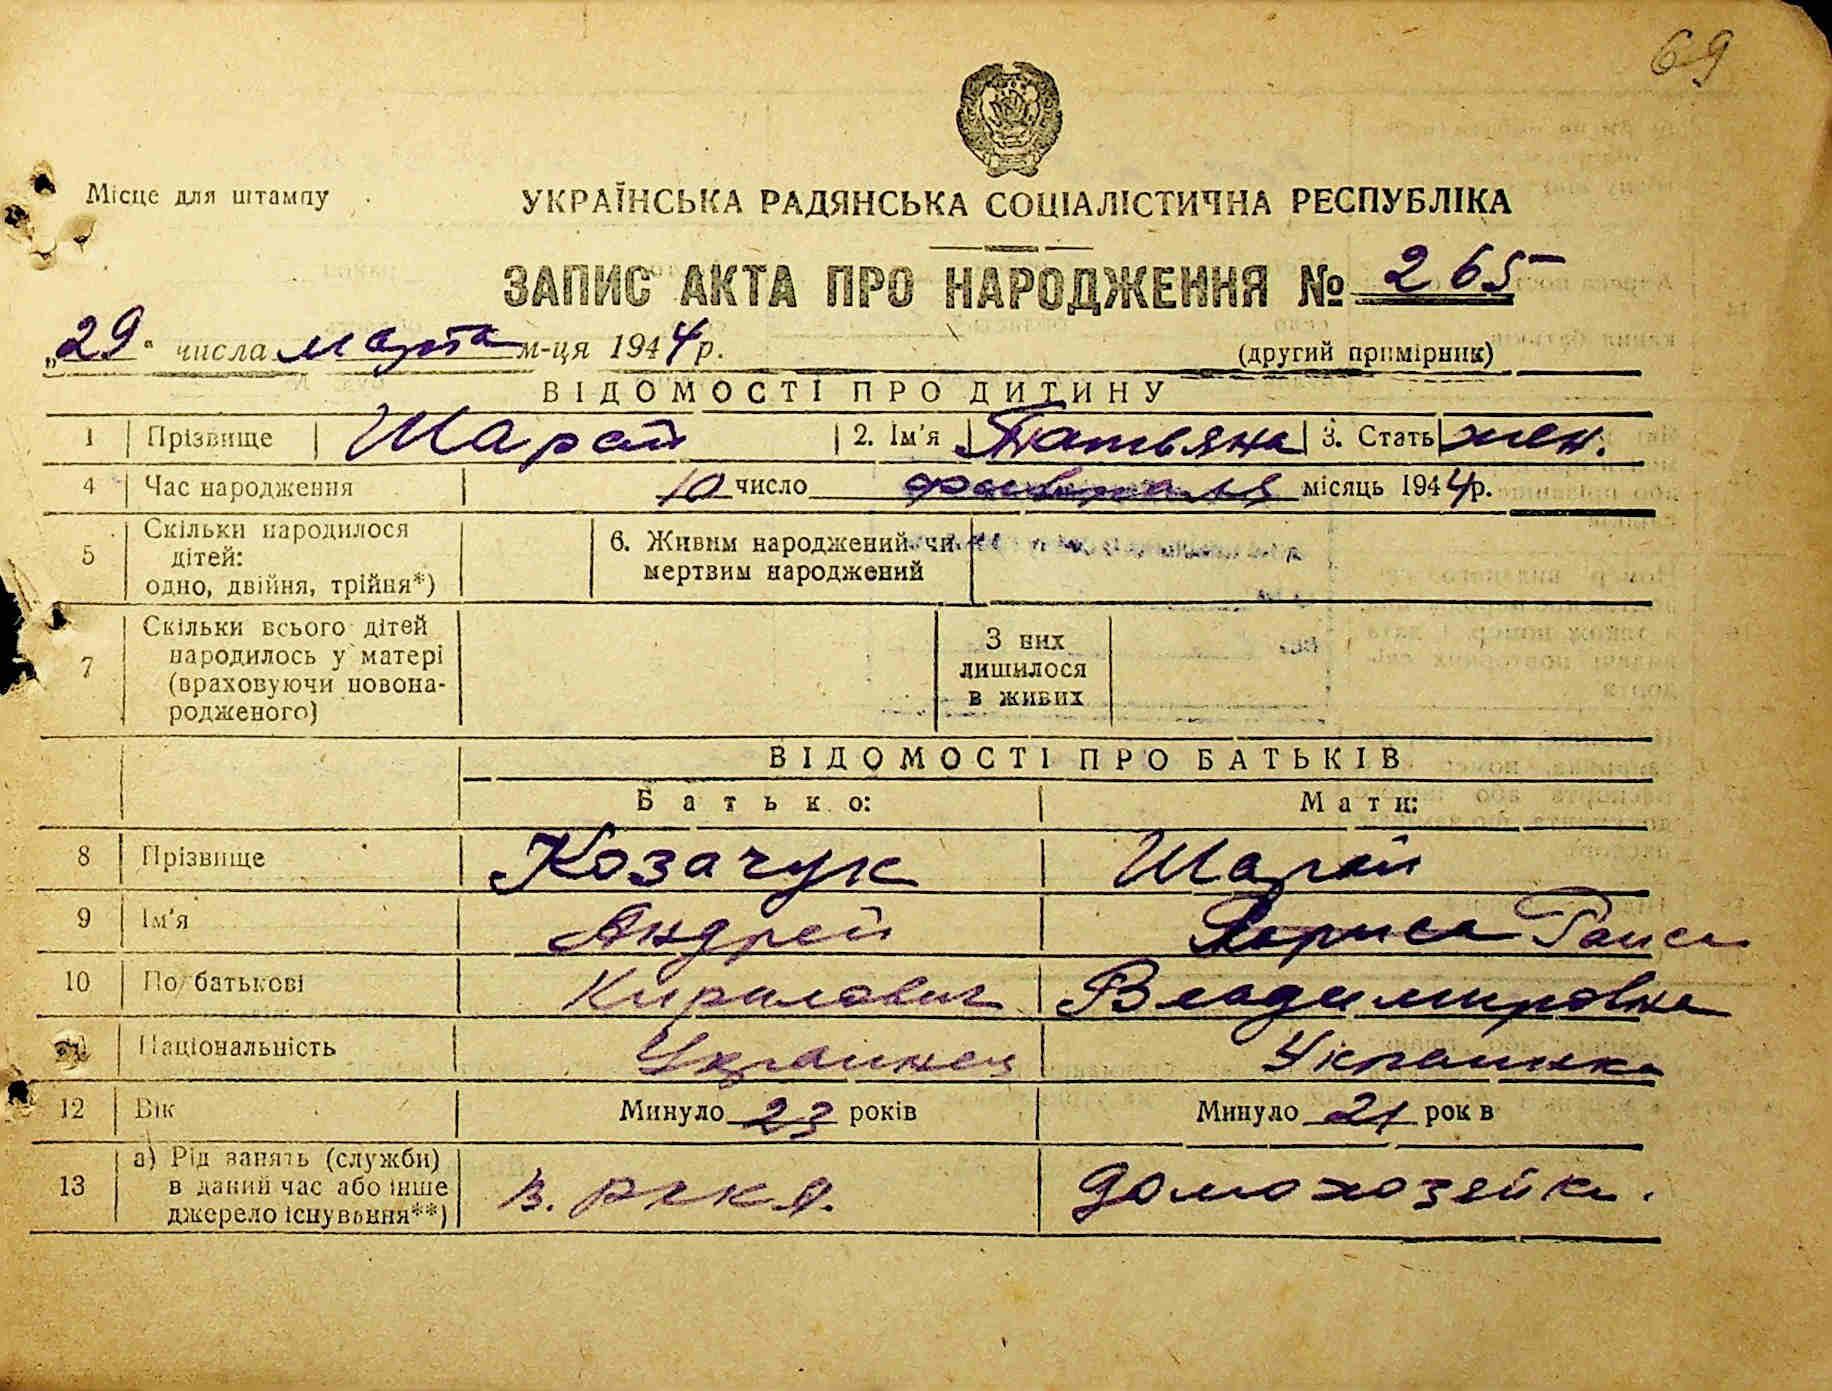 69
Місце для штампу
УКРАЇНСЬКА РАДЯНСЬКА СОЦІАЛІСТИЧНА РЕСПУБЛІКА
ЗАПИС АКТА ПРО НАРОДЖЕННЯ № 265
„29" числа марта м-ця 1944 р.
(другий примірник)
ВІДОМОСТІ ПРО ДИТИНУ
1 Прізвище Шарай 2. Ім'я Татьяна 3. Стать жен.
4 Час народження 10 число февраля місяць 1944 р.
5 Скільки народилося дітей: одно, двійня, трійня*) 6. Живим народжений чи мертвим народжений
7 Скільки всього дітей народилось у матері (враховуючи новонародженого) З них лишилося в живих
ВІДОМОСТІ ПРО БАТЬКІВ
Батько: Мати:
8 Прізвище Козачук Шарай
9 Ім'я Андрей Лариса Раиса
10 По батькові Кирилович Владимировна
Національність Украинец Украинка
12 Вік Минуло 23 років Минуло 21 рок в
13 а) Рід занять (служби) в даний час або інше джерело існування**) В. РККА. домохозяйка.